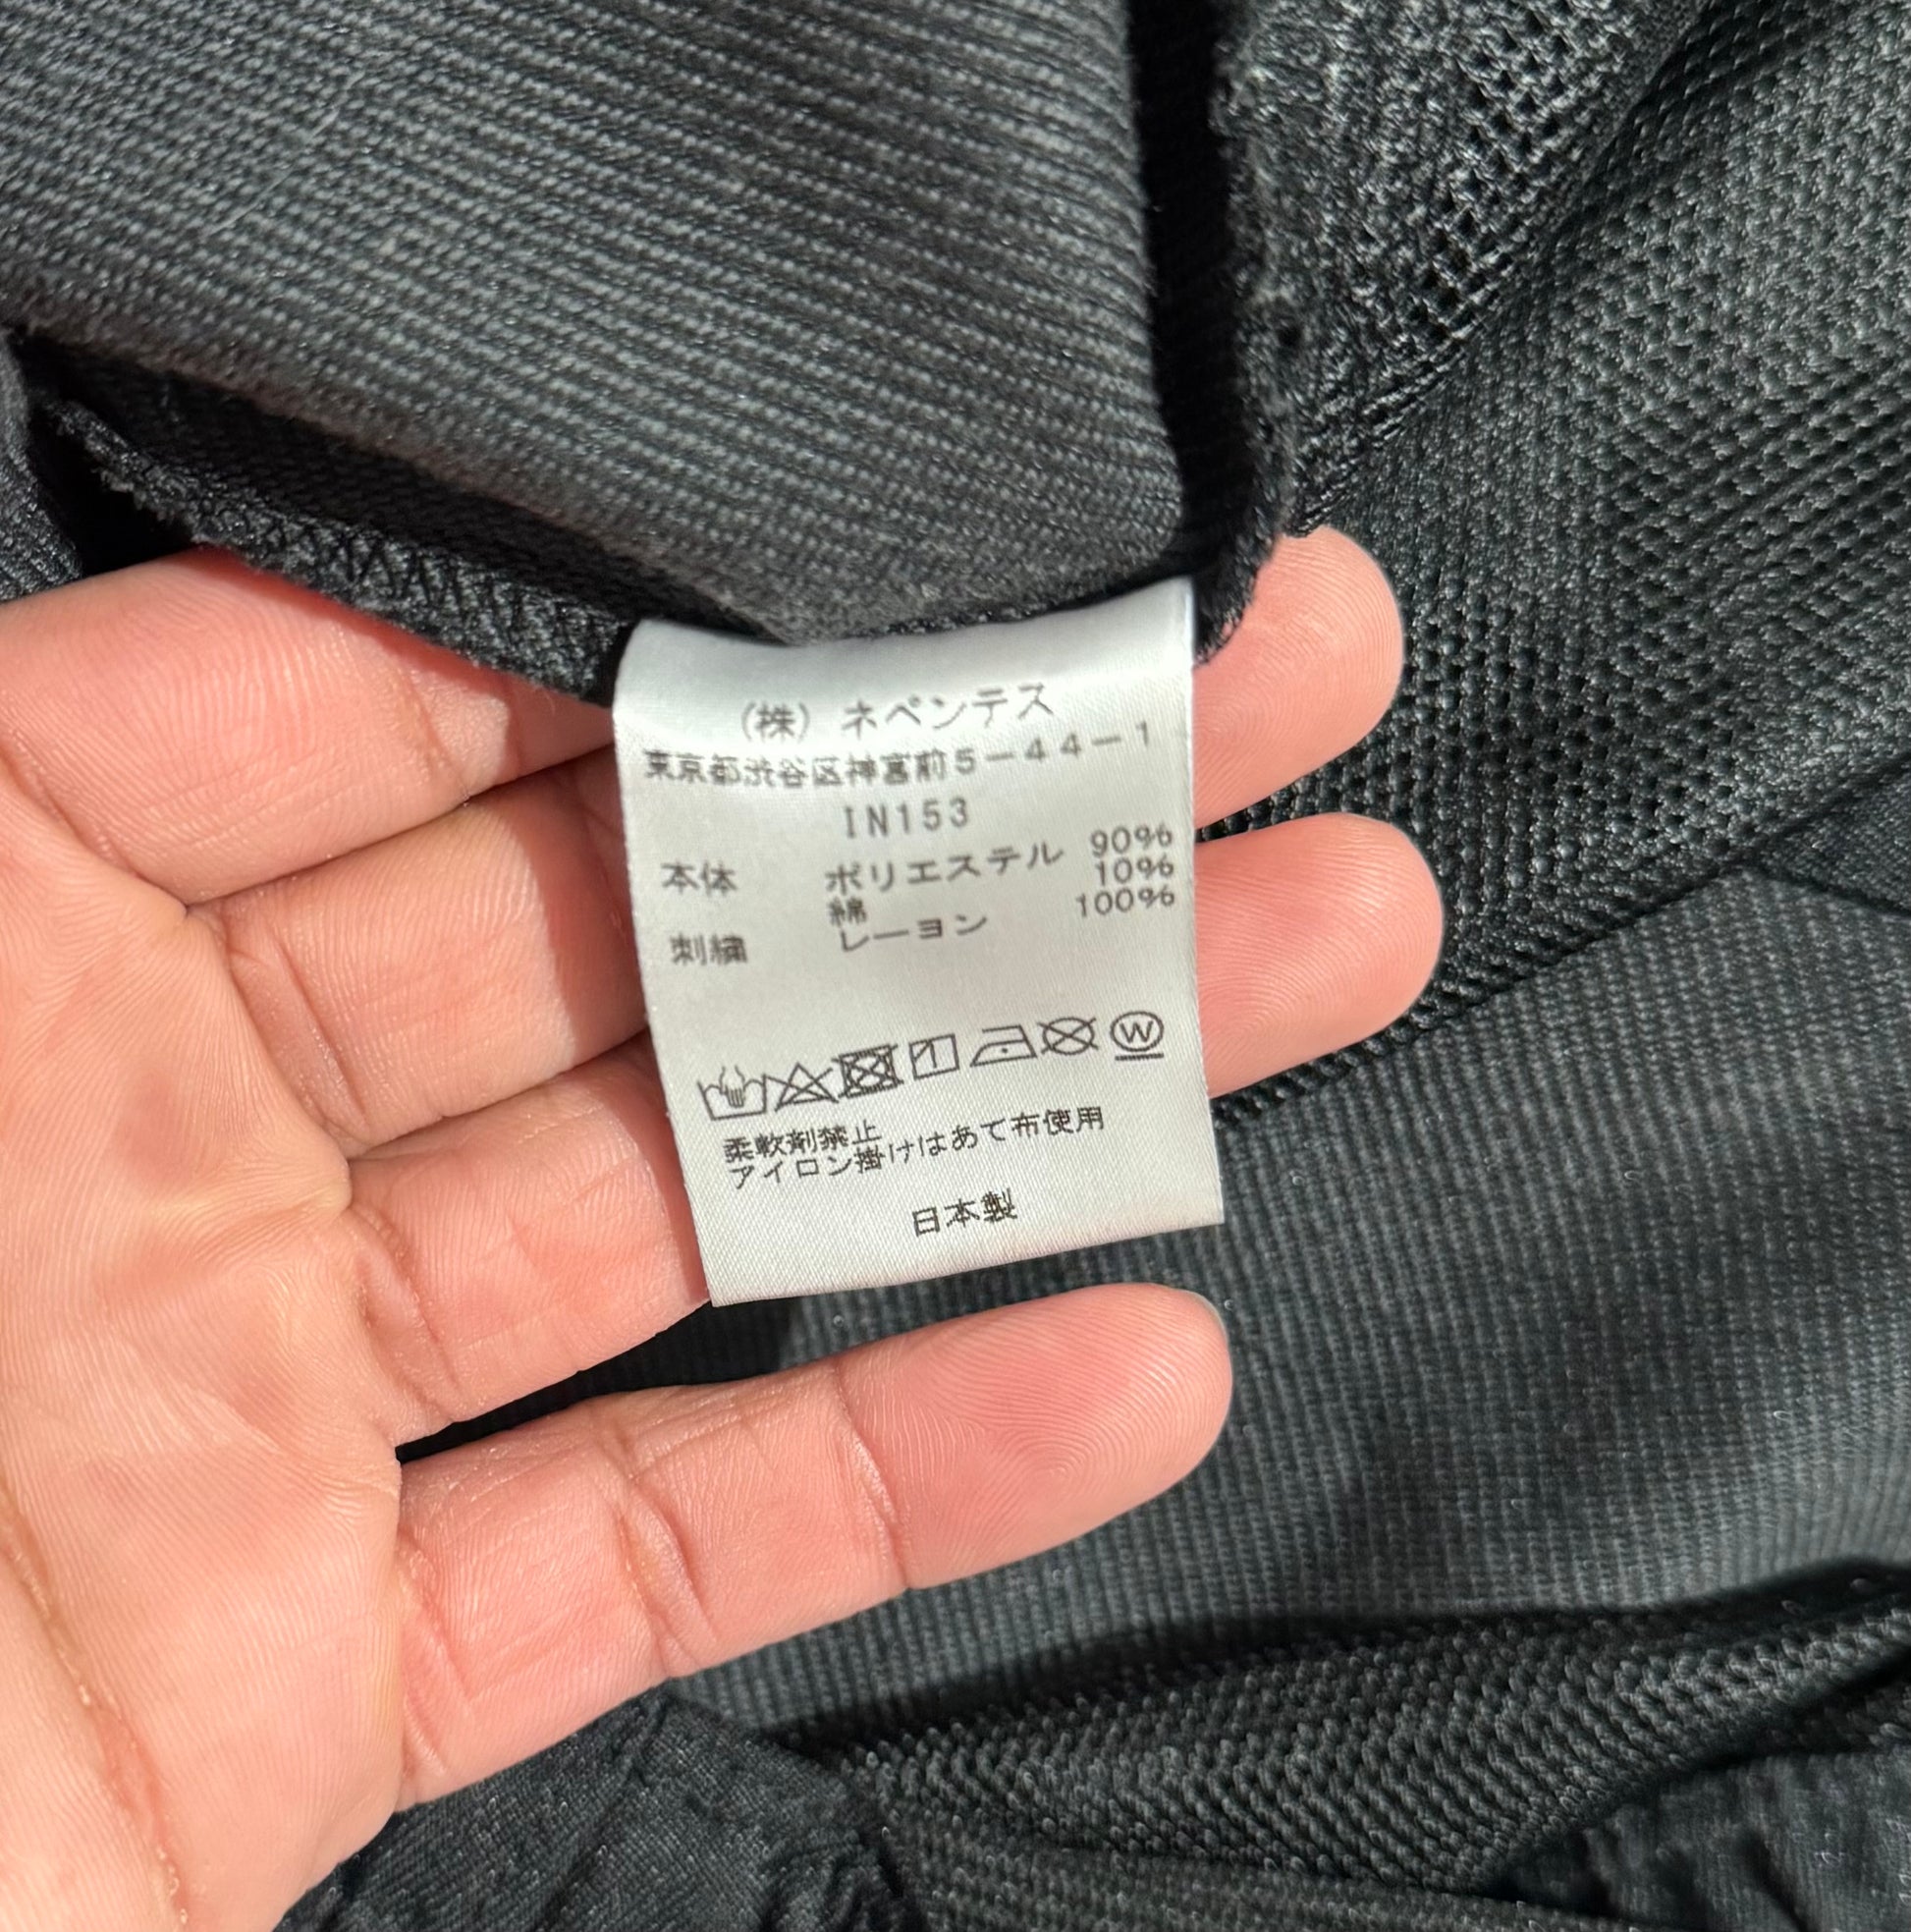 (株) ネペンテス
東京都渋谷区神宮前5-44-1
IN153
本体 ポリエステル 90%
綿 10%
刺繍 レーヨン 100%
W
柔軟剤禁止
アイロン掛けはあて布使用
日本製